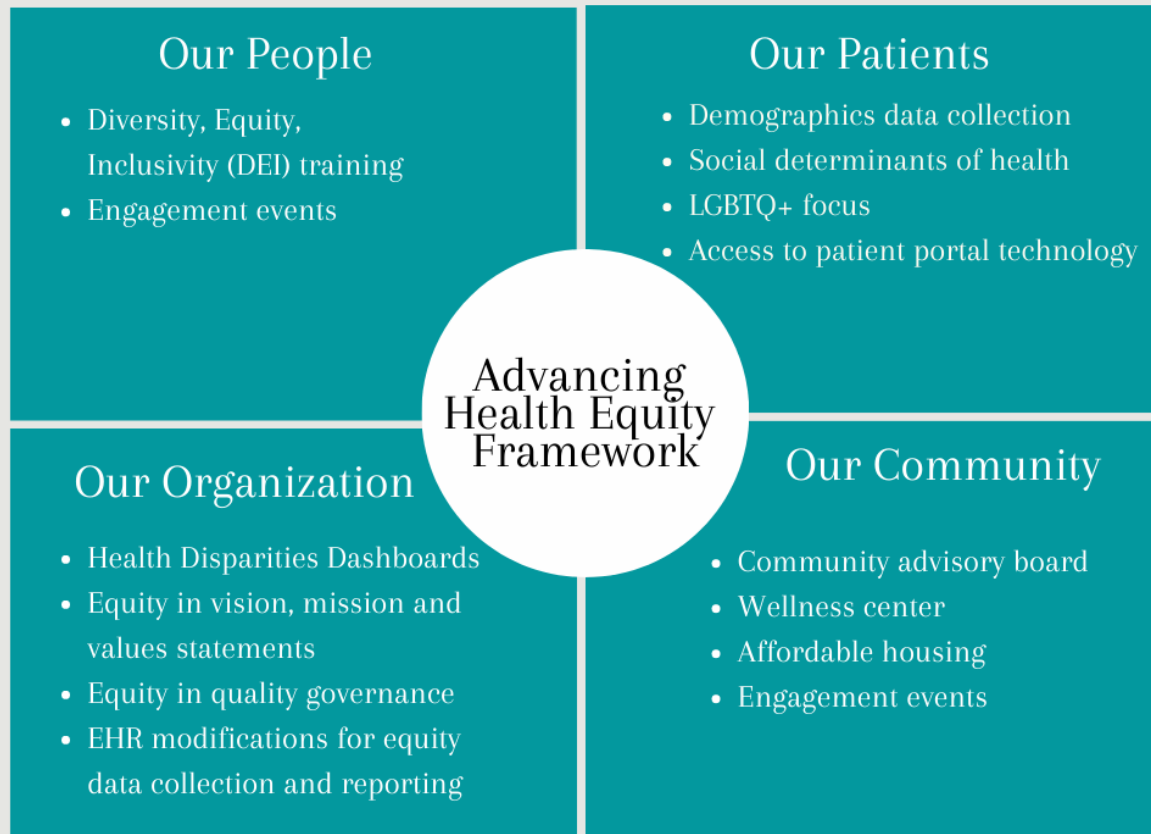 Our People
• Diversity, Equity,
Inclusivity (DEI) training
• Engagement events
Our Patients
• Demographics data collection
• Social determinants of health
• LGBTQ+ focus
• Access to patient portal technology
Advancing
Health Equity
Framework
Our Organization
• Health Disparities Dashboards
• Equity in vision, mission and
values statements
• Equity in quality governance
• EHR modifications for equity
data collection and reporting
Our Community
• Community advisory board
• Wellness center
• Affordable housing
• Engagement events